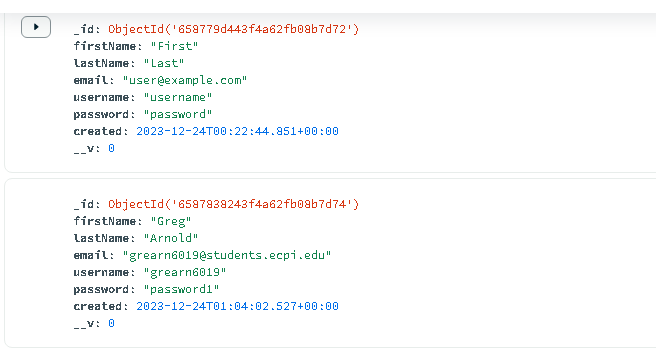 _id: ObjectId('658779d443f4a62fb08b7d72')
firstName: "First"
lastName: "Last"
email: "user@example.com"
username: "username"
password: "password"
created: 2023-12-24T00:22:44.851+00:00
__v: 0
_id: ObjectId('6587838243f4a62fb08b7d74')
firstName: "Greg"
lastName: "Arnold"
email: "grearn6019@students.ecpi.edu"
username: "grearn6019"
password: "password1"
created: 2023-12-24T01:04:02.527+00:00
__v: 0